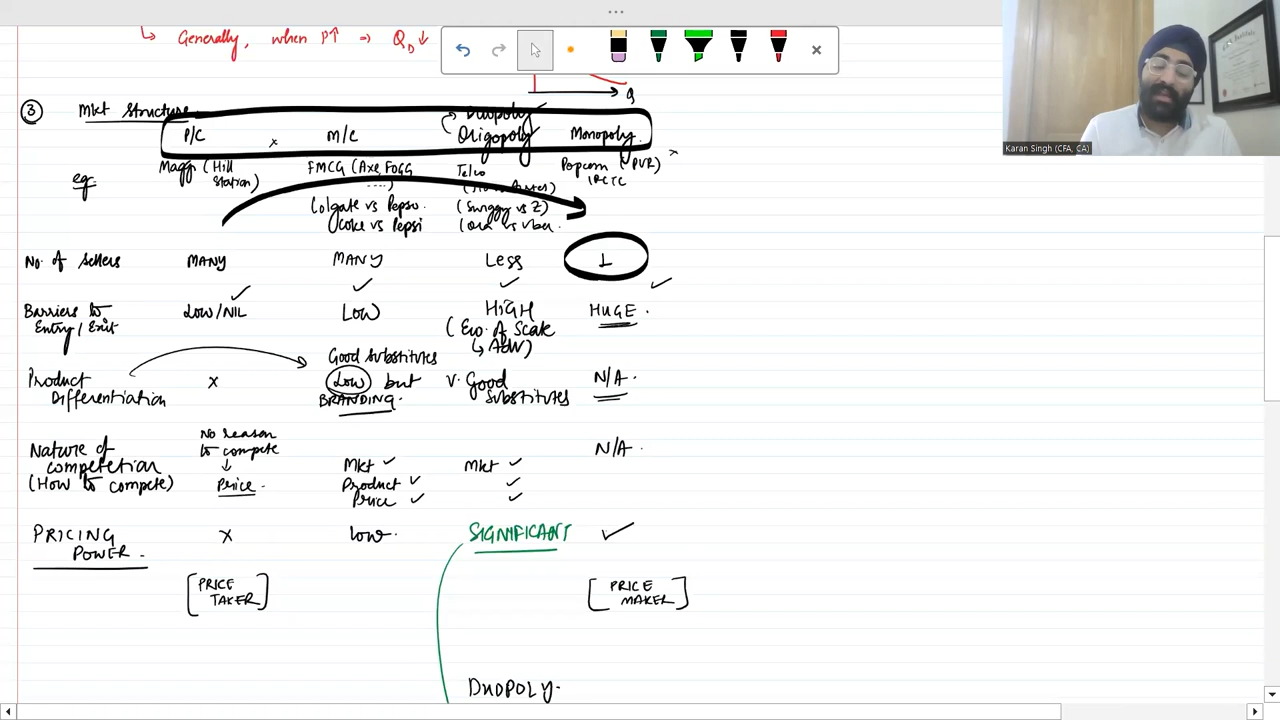 ↳ Generally, when P↑ ⇒ QD↓
Q
③ Mkt Structure
P/C M/C Oligopoly Monopoly
Duopoly
eg Maggi (Hill Station) FMCG (Axe, FOGG ....) Telco Popcorn (PVR)
IRCTC
Colgate vs Pepso. (Swiggy vs Z)
Coke vs Pepsi (Ola vs Uber.
No. of Sellers MANY MANY Less 1
Barriers to Low/NIL Low HIGH HUGE.
Entry/Exit (Eco. of Scale
↳ Adv)
Good Substitutes
Product x Low but V. Good N/A.
Differentiation BRANDING. Substitutes
Nature of No reason N/A.
competetion to compete
(How to compete) ↓
Price. Mkt ✓ Mkt ✓
Product ✓ ✓
Price ✓ ✓
PRICING x Low. SIGNIFICANT ✓
POWER.
[PRICE [PRICE
TAKER] MAKER]
DUOPOLY.
Karan Singh (CFA, CA)